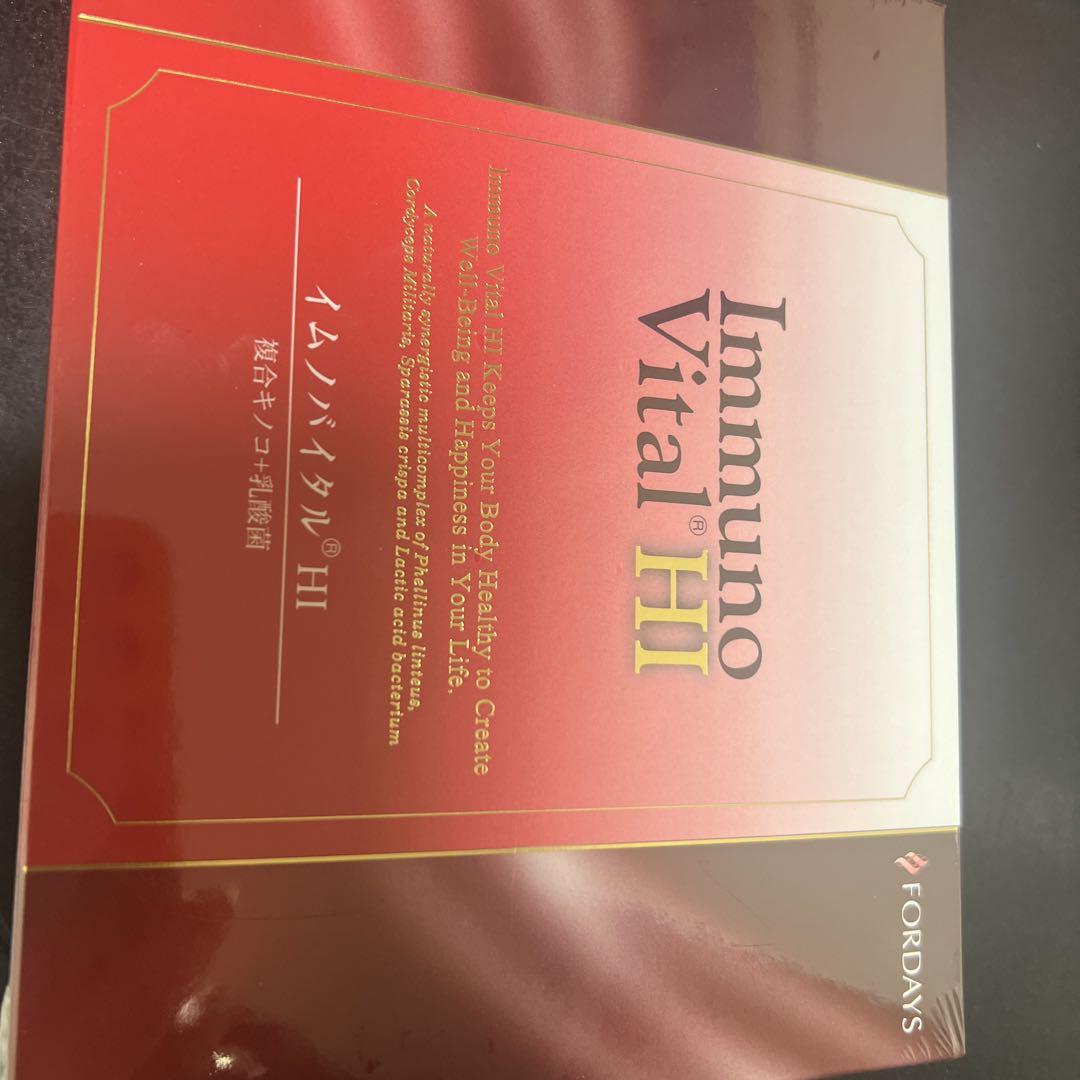 FORDAYS
Immuno
Vital® HI
Immuno Vital HI Keeps Your Body Healthy to Create
Well-Being and Happiness in Your Life.
A naturally synergistic multicomplex of Phellinus linteus,
Cordyceps Militaris, Sparassis crispa and Lactic acid bacterium
イムノバイタル® HI
複合キノコ+乳酸菌